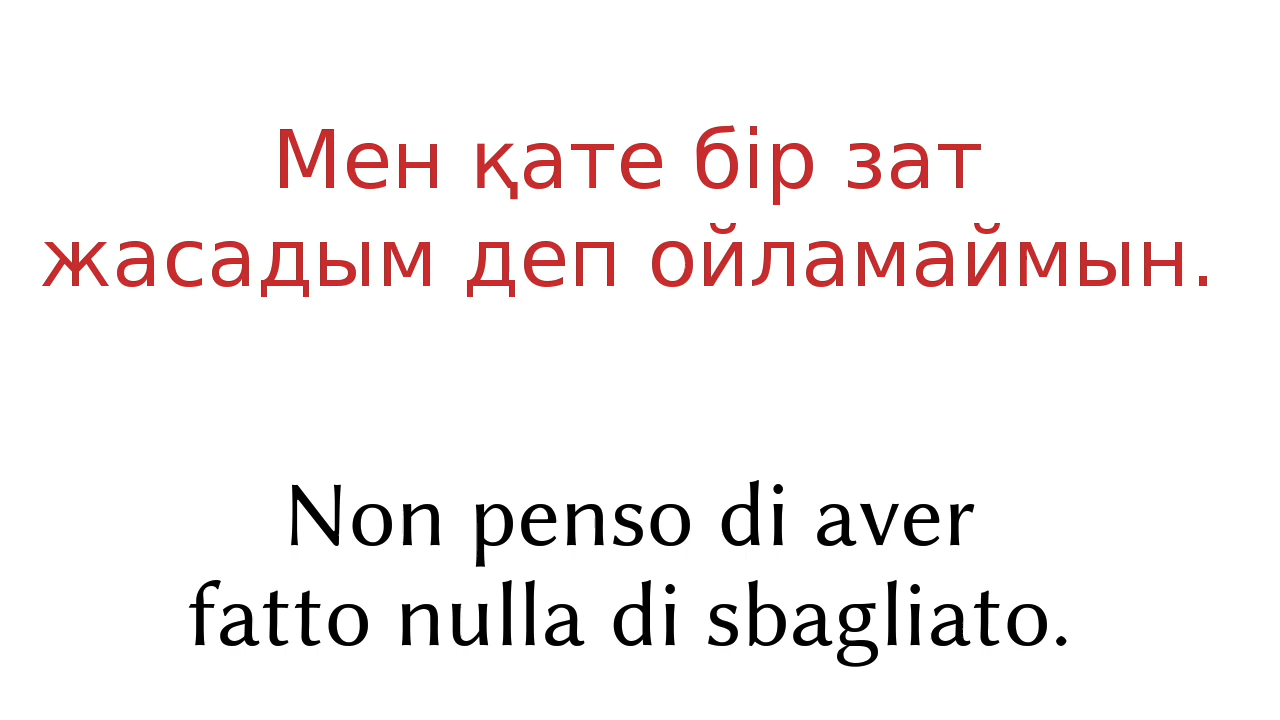 Мен қате бір зат
жасадым деп ойламаймын.
Non penso di aver
fatto nulla di sbagliato.